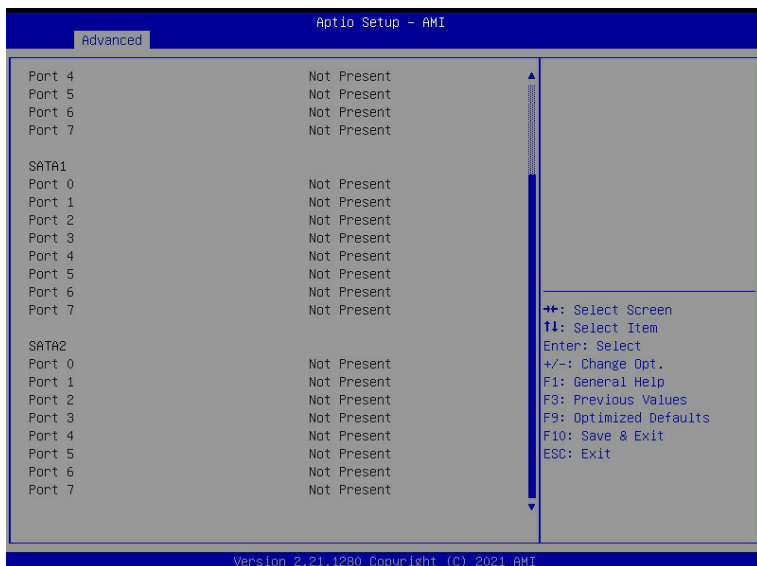 Aptio Setup - AMI
Advanced
Port 4 Not Present
Port 5 Not Present
Port 6 Not Present
Port 7 Not Present
SATA1
Port 0 Not Present
Port 1 Not Present
Port 2 Not Present
Port 3 Not Present
Port 4 Not Present
Port 5 Not Present
Port 6 Not Present
Port 7 Not Present
SATA2
Port 0 Not Present
Port 1 Not Present
Port 2 Not Present
Port 3 Not Present
Port 4 Not Present
Port 5 Not Present
Port 6 Not Present
Port 7 Not Present
→←: Select Screen
↑↓: Select Item
Enter: Select
+/-: Change Opt.
F1: General Help
F3: Previous Values
F9: Optimized Defaults
F10: Save & Exit
ESC: Exit
Version 2.21.1280 Copyright (C) 2021 AMI